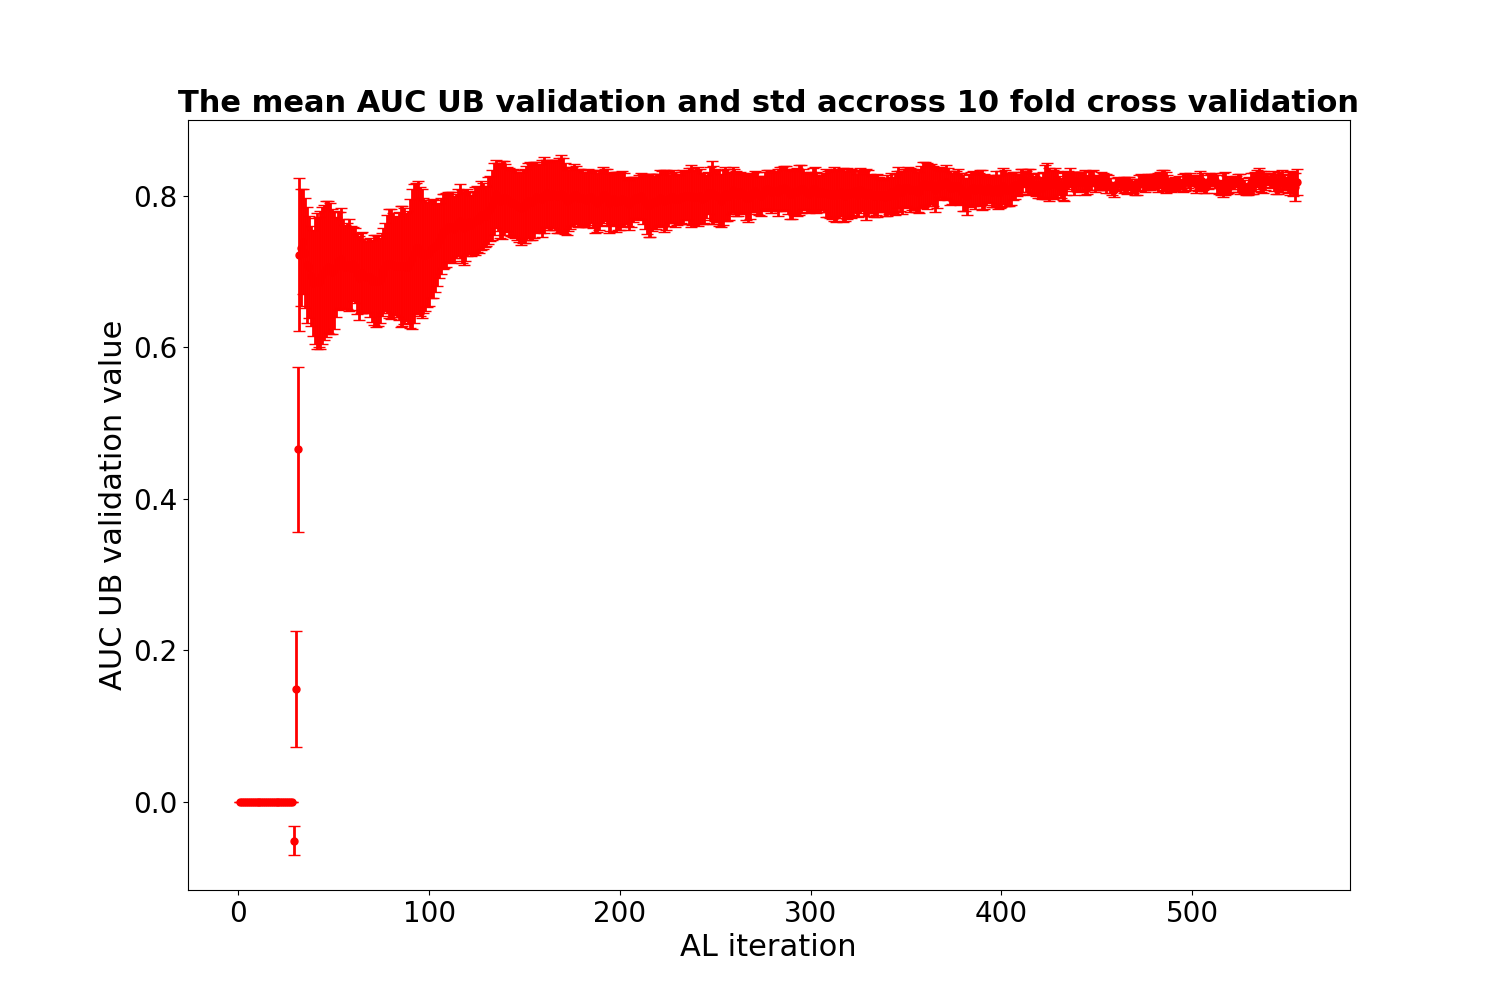 The mean AUC UB validation and std accross 10 fold cross validation
AUC UB validation value
0.8
0.6
0.4
0.2
0.0
0 100 200 300 400 500
AL iteration